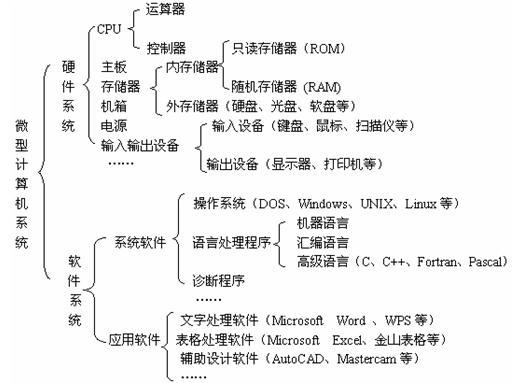 微型计算机系统
硬件系统
CPU
运算器
控制器
主板
存储器
内存储器
只读存储器（ROM）
随机存储器 (RAM)
外存储器（硬盘、光盘、软盘等）
机箱
电源
输入输出设备
输入设备（键盘、鼠标、扫描仪等）
输出设备（显示器、打印机等）
……
软件系统
系统软件
操作系统（DOS、Windows、UNIX、Linux 等）
语言处理程序
机器语言
汇编语言
高级语言（C、C++、Fortran、Pascal）
诊断程序
……
应用软件
文字处理软件（Microsoft Word 、WPS 等）
表格处理软件（Microsoft Excel、金山表格等）
辅助设计软件（AutoCAD、Mastercam 等）
……